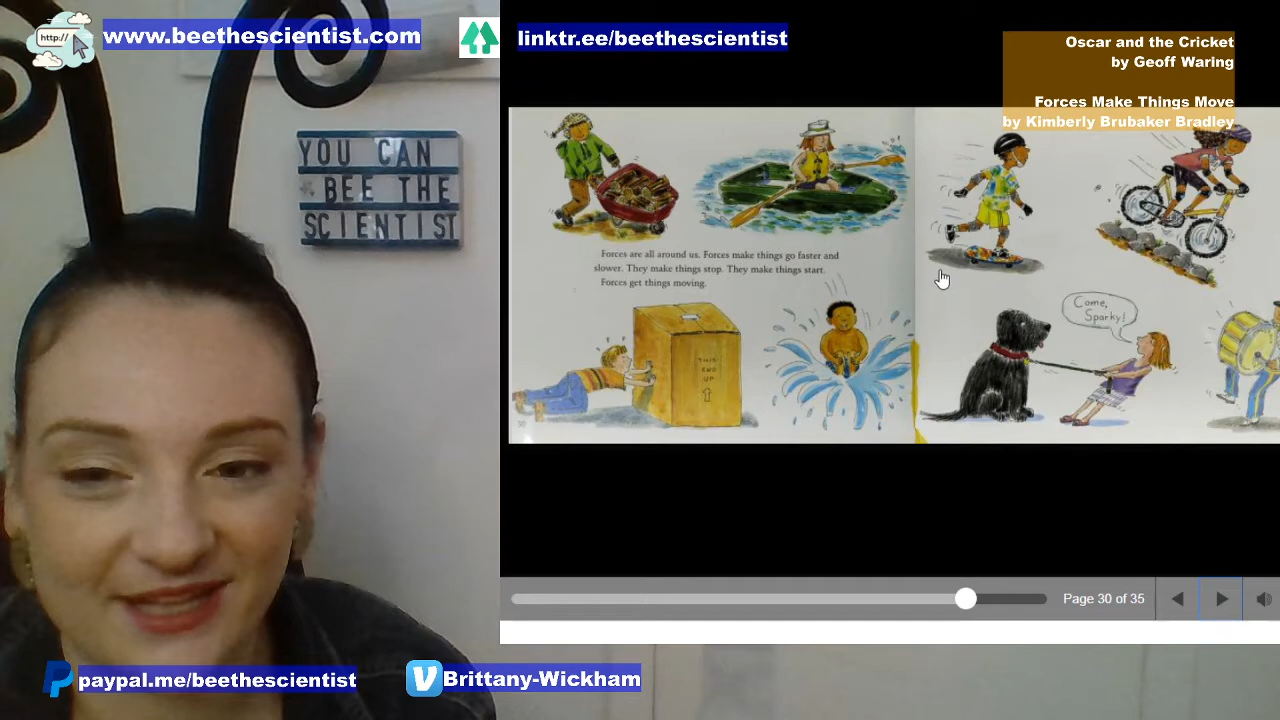 http://
www.beethescientist.com
linktr.ee/beethescientist
Oscar and the Cricket
by Geoff Waring
Forces Make Things Move
by Kimberly Brubaker Bradley
YOU CAN
BEE THE
SCIENTIST
Forces are all around us. Forces make things go faster and
slower. They make things stop. They make things start.
Forces get things moving.
THIS
END
UP
Come,
Sparky!
30
Page 30 of 35
paypal.me/beethescientist
Brittany-Wickham